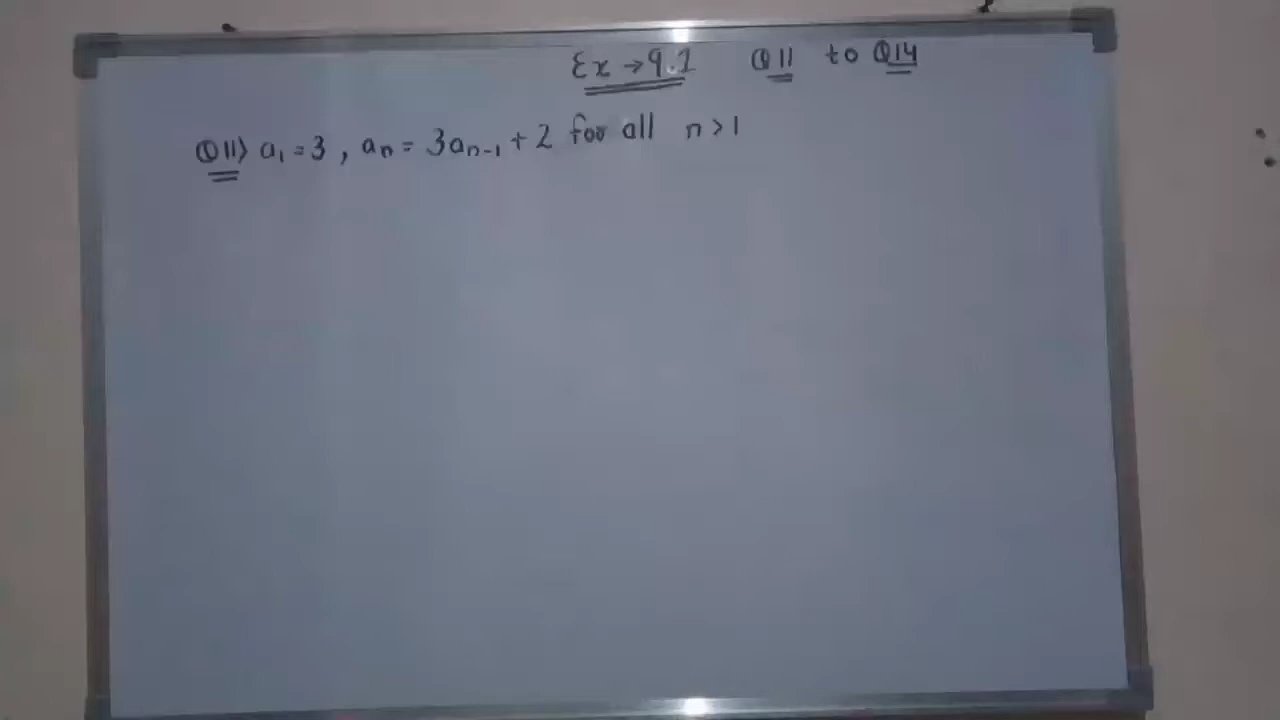 Ex → 9.1 Q11 to Q14
Q11) a₁ = 3, aₙ = 3aₙ₋₁ + 2 for all n > 1